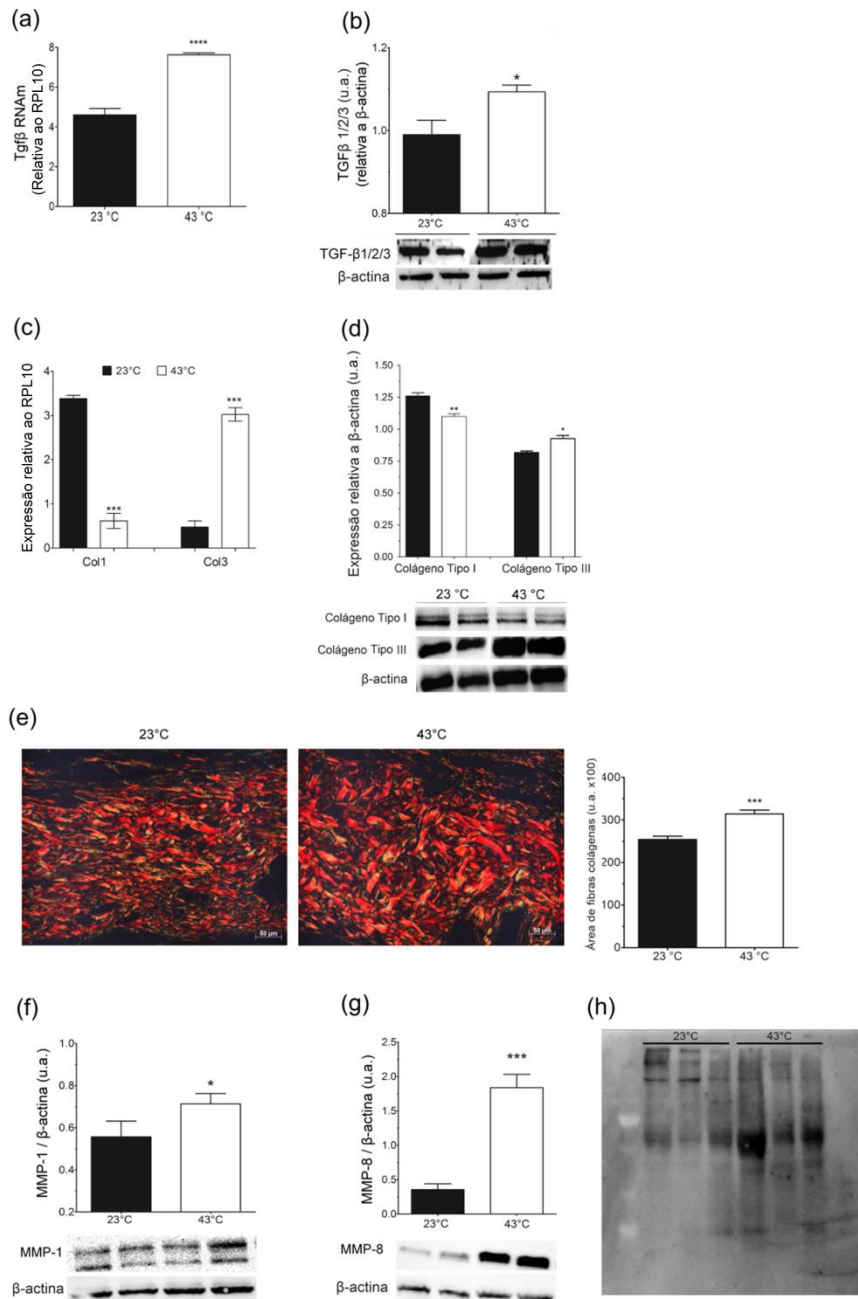 (a)
Tgfβ RNAm
(Relativa ao RPL10)
8
6
4
2
0
****
23 °C
43 °C
(b)
TGFβ 1/2/3 (u.a.)
(relativa a β-actina)
1.2
1.0
0.8
*
23°C
43°C
TGF-β1/2/3
β-actina
(c)
Expressão relativa ao RPL10
4
3
2
1
0
23°C
43°C
***
***
Col1
Col3
(d)
Expressão relativa a β-actina (u.a.)
1.50
1.25
1.00
0.75
0.50
0.25
0.00
**
*
Colágeno Tipo I
Colágeno Tipo III
23 °C
43 °C
Colágeno Tipo I
Colágeno Tipo III
β-actina
(e)
23°C
43°C
50 µm
50 µm
Área de fibras colágenas (u.a. x100)
400
300
200
100
0
***
23 °C
43 °C
(f)
MMP-1 / β-actina (u.a.)
1.0
0.8
0.6
0.4
0.2
*
23°C
43°C
MMP-1
β-actina
(g)
MMP-8 / β-actina (u.a.)
2.5
2.0
1.5
1.0
0.5
0.0
***
23°C
43°C
MMP-8
β-actina
(h)
23°C
43°C